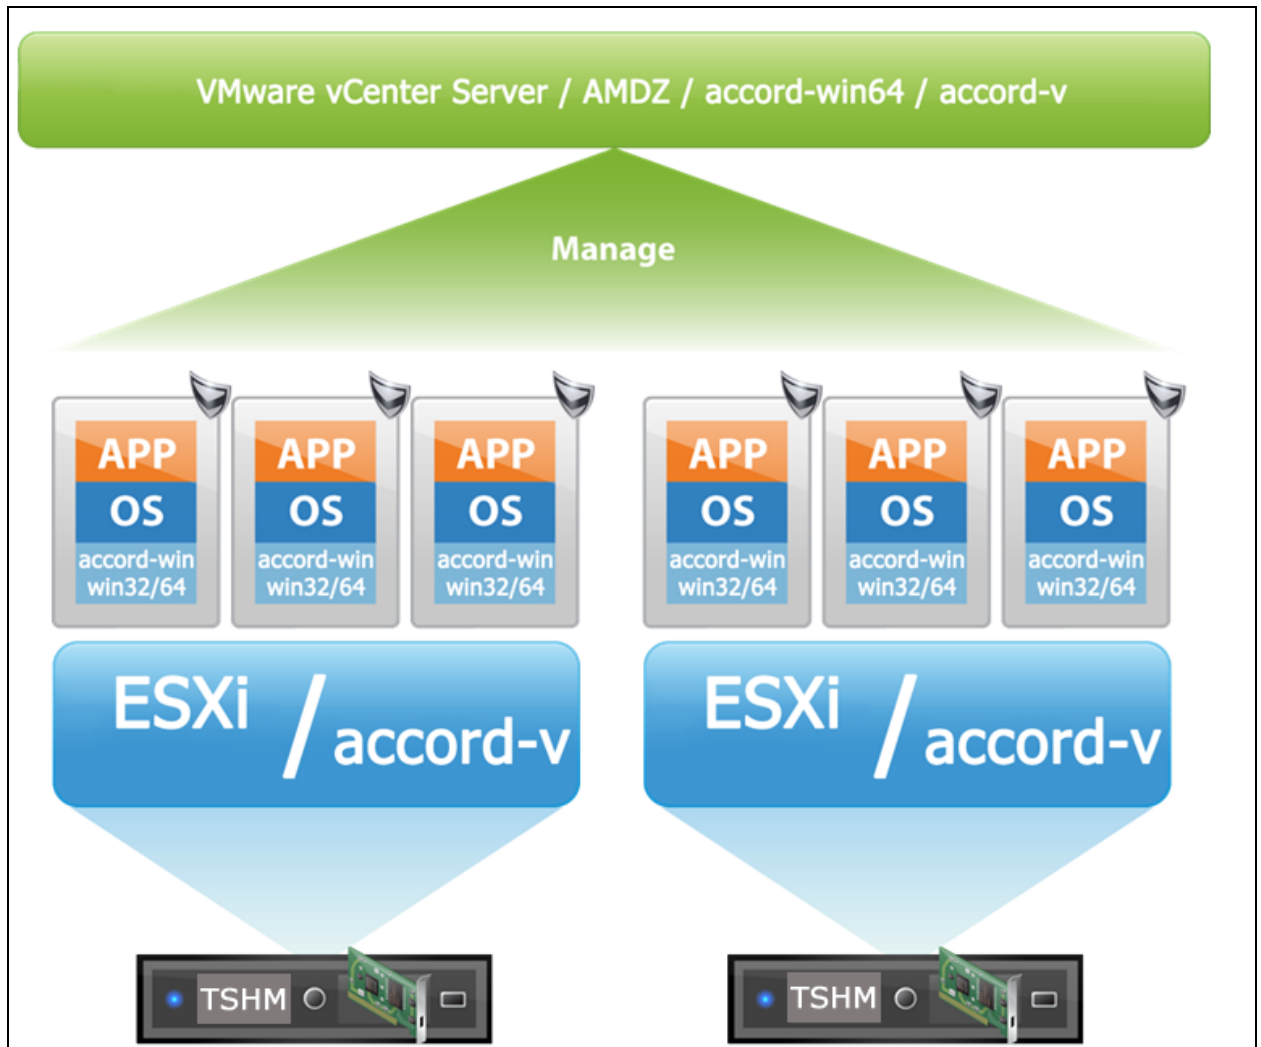 VMware vCenter Server / AMDZ / accord-win64 / accord-v
Manage
APP
OS
accord-win
win32/64
APP
OS
accord-win
win32/64
APP
OS
accord-win
win32/64
APP
OS
accord-win
win32/64
APP
OS
accord-win
win32/64
APP
OS
accord-win
win32/64
ESXi / accord-v
ESXi / accord-v
TSHM
TSHM